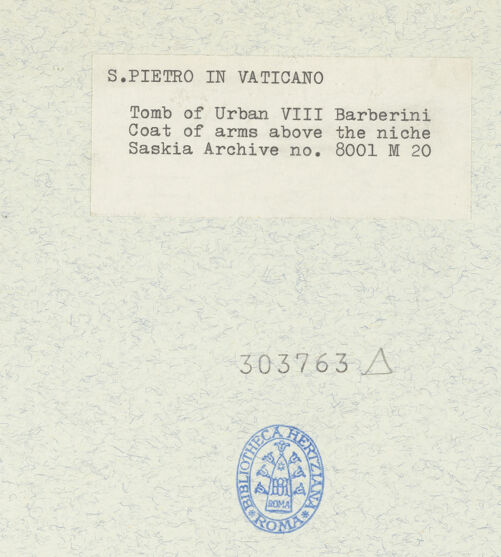 S.PIETRO IN VATICANO
Tomb of Urban VIII Barberini
Coat of arms above the niche
Saskia Archive no. 8001 M 20
303763 Δ
BIBLIOTHECA HERTZIANA
ROMA
ROMA